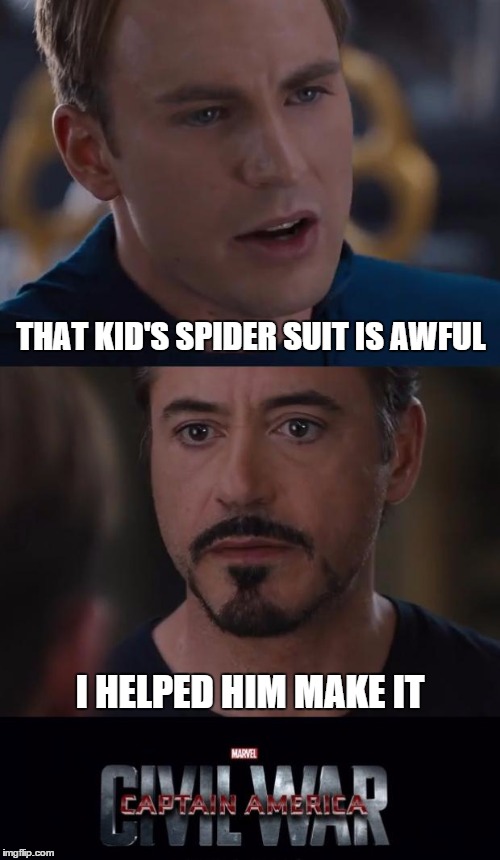 THAT KID'S SPIDER SUIT IS AWFUL
I HELPED HIM MAKE IT
MARVEL
CIVIL WAR
CAPTAIN AMERICA
imgflip.com